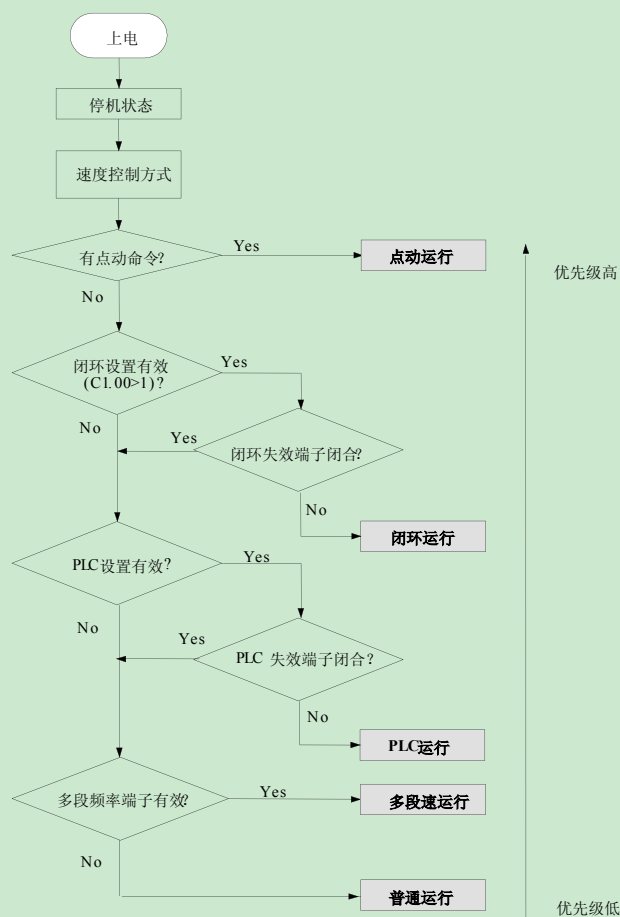 上电
停机状态
速度控制方式
有点动命令?
Yes
点动运行
优先级高
No
闭环设置有效
(C1.00>1)?
Yes
No
Yes
闭环失效端子闭合?
No
闭环运行
PLC设置有效?
Yes
No
Yes
PLC 失效端子闭合?
No
PLC运行
多段频率端子有效?
Yes
多段速运行
No
普通运行
优先级低